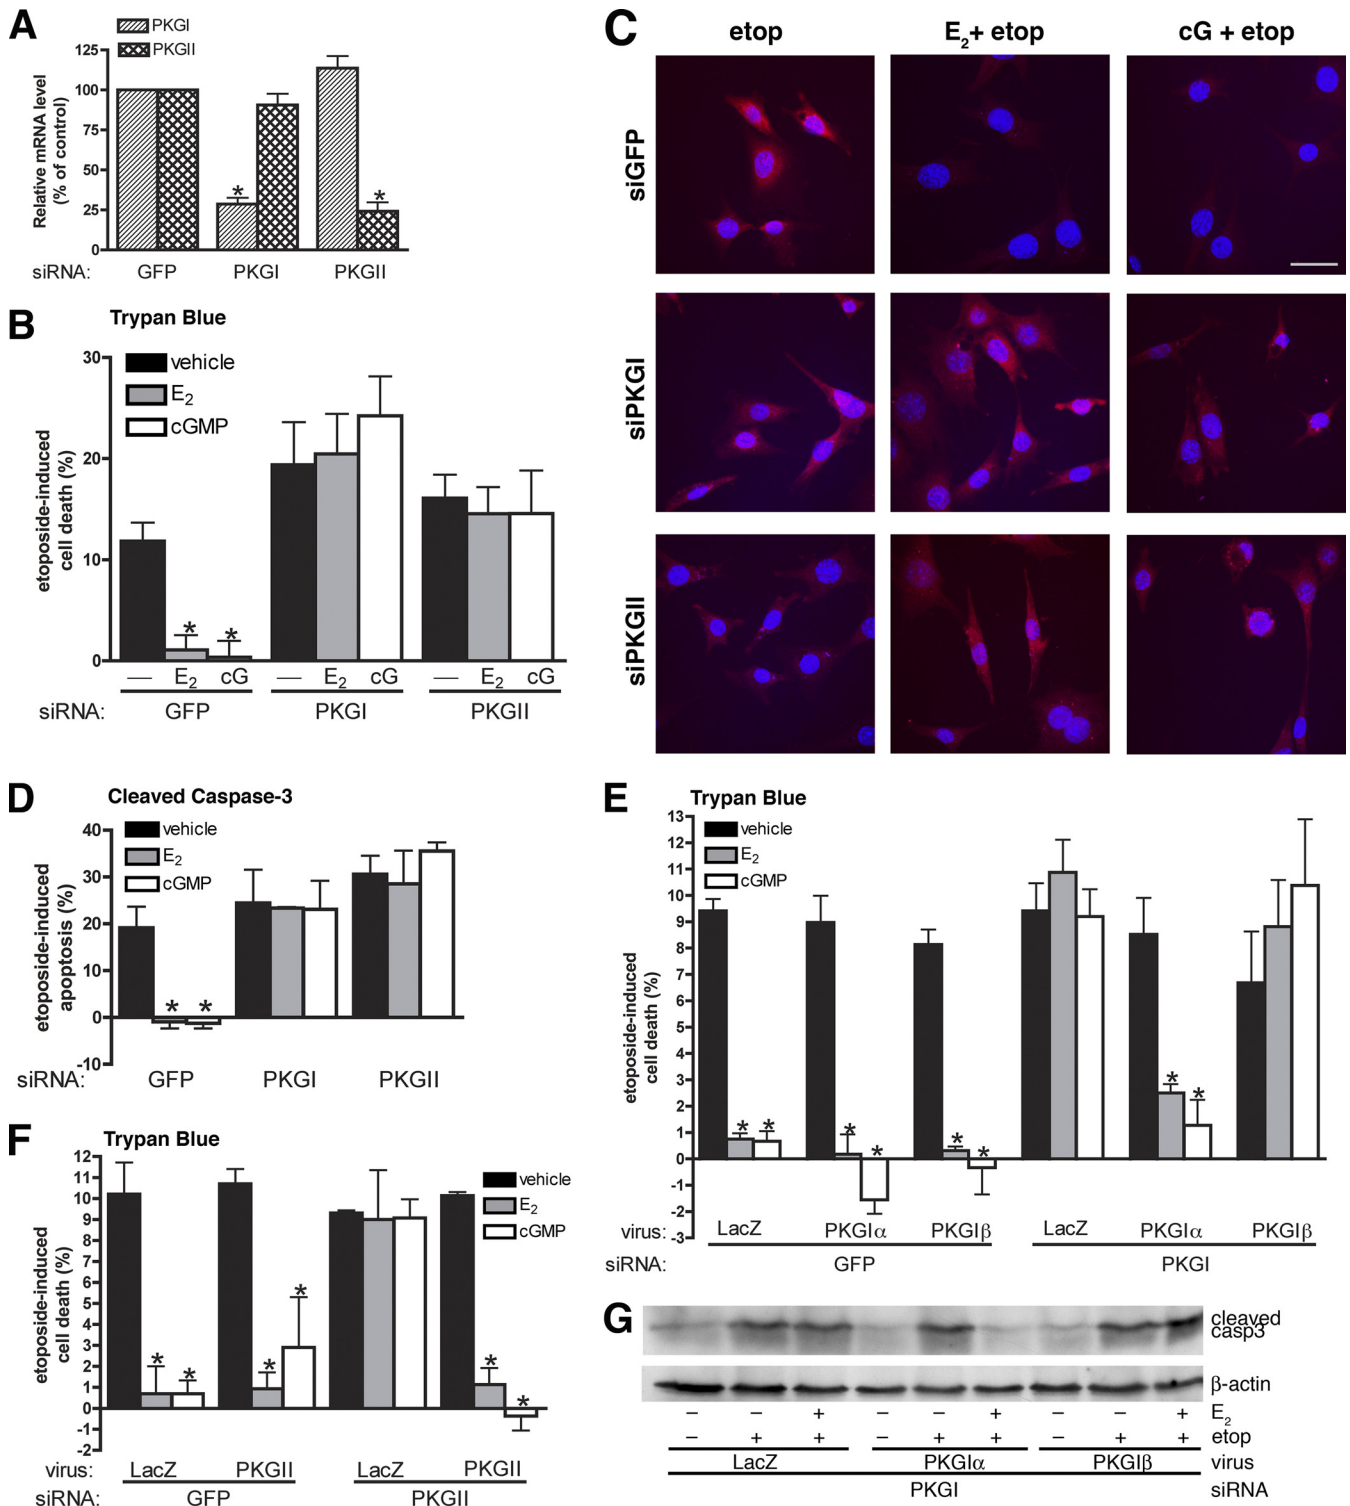 A
PKGI
PKGII
Relative mRNA level
(% of control)
125
100
75
50
25
0
* *
siRNA: GFP PKGI PKGII
B
Trypan Blue
vehicle
E2
cGMP
etoposide-induced
cell death (%)
30
20
10
0
* *
— E2 cG — E2 cG — E2 cG
siRNA: GFP PKGI PKGII
C
etop E2+ etop cG + etop
siGFP
siPKGI
siPKGII
D
Cleaved Caspase-3
vehicle
E2
cGMP
etoposide-induced
apoptosis (%)
40
30
20
10
0
-10
* *
siRNA: GFP PKGI PKGII
E
Trypan Blue
vehicle
E2
cGMP
etoposide-induced
cell death (%)
13
12
11
10
9
8
7
6
5
4
3
2
1
0
-1
-2
-3
* * * * * * * *
virus: LacZ PKGIα PKGIβ LacZ PKGIα PKGIβ
siRNA: GFP PKGI
F
Trypan Blue
vehicle
E2
cGMP
etoposide-induced
cell death (%)
12
11
10
9
8
7
6
5
4
3
2
1
0
-1
-2
* * * * * *
virus: LacZ PKGII LacZ PKGII
siRNA: GFP PKGII
G
cleaved
casp3
β-actin
– – + – – + – – + E2
– + + – + + – + + etop
LacZ PKGIα PKGIβ virus
PKGI siRNA